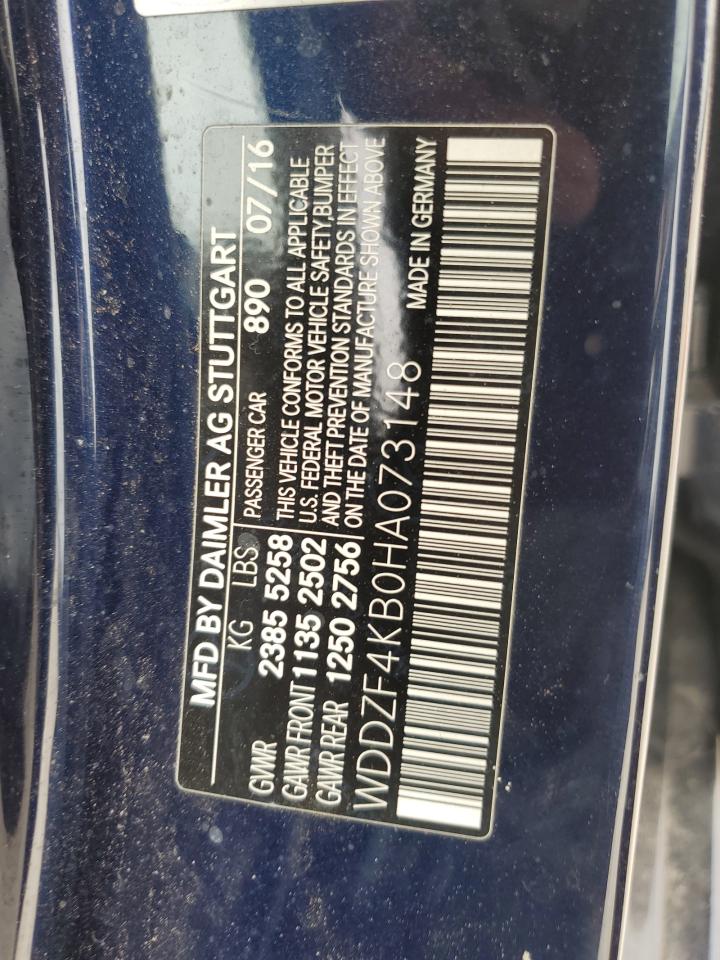 MFD BY DAIMLER AG STUTTGART
KG LBS
PASSENGER CAR 890 07/16
GVWR 2385 5258
GAWR FRONT 1135 2502
GAWR REAR 1250 2756
THIS VEHICLE CONFORMS TO ALL APPLICABLE
U.S. FEDERAL MOTOR VEHICLE SAFETY,BUMPER
AND THEFT PREVENTION STANDARDS IN EFFECT
ON THE DATE OF MANUFACTURE SHOWN ABOVE
WDDZF4KB0HA073148
MADE IN GERMANY